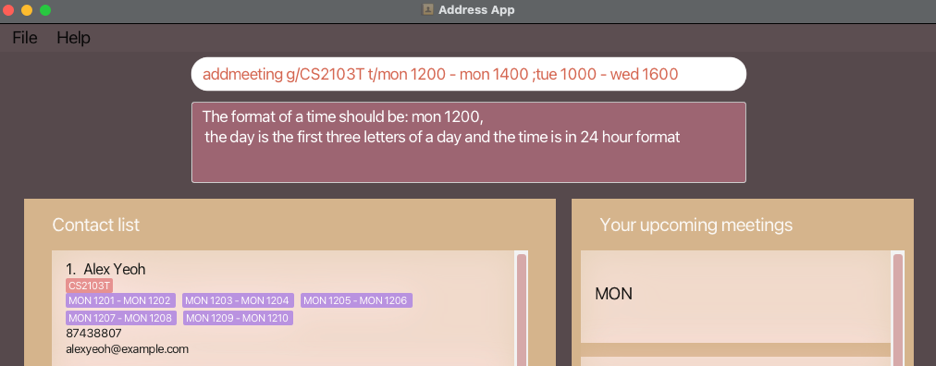 Address App
File Help
addmeeting g/CS2103T t/mon 1200 - mon 1400 ;tue 1000 - wed 1600
The format of a time should be: mon 1200,
the day is the first three letters of a day and the time is in 24 hour format
Contact list
1. Alex Yeoh
CS2103T
MON 1201 - MON 1202 MON 1203 - MON 1204 MON 1205 - MON 1206
MON 1207 - MON 1208 MON 1209 - MON 1210
87438807
alexyeoh@example.com
Your upcoming meetings
MON